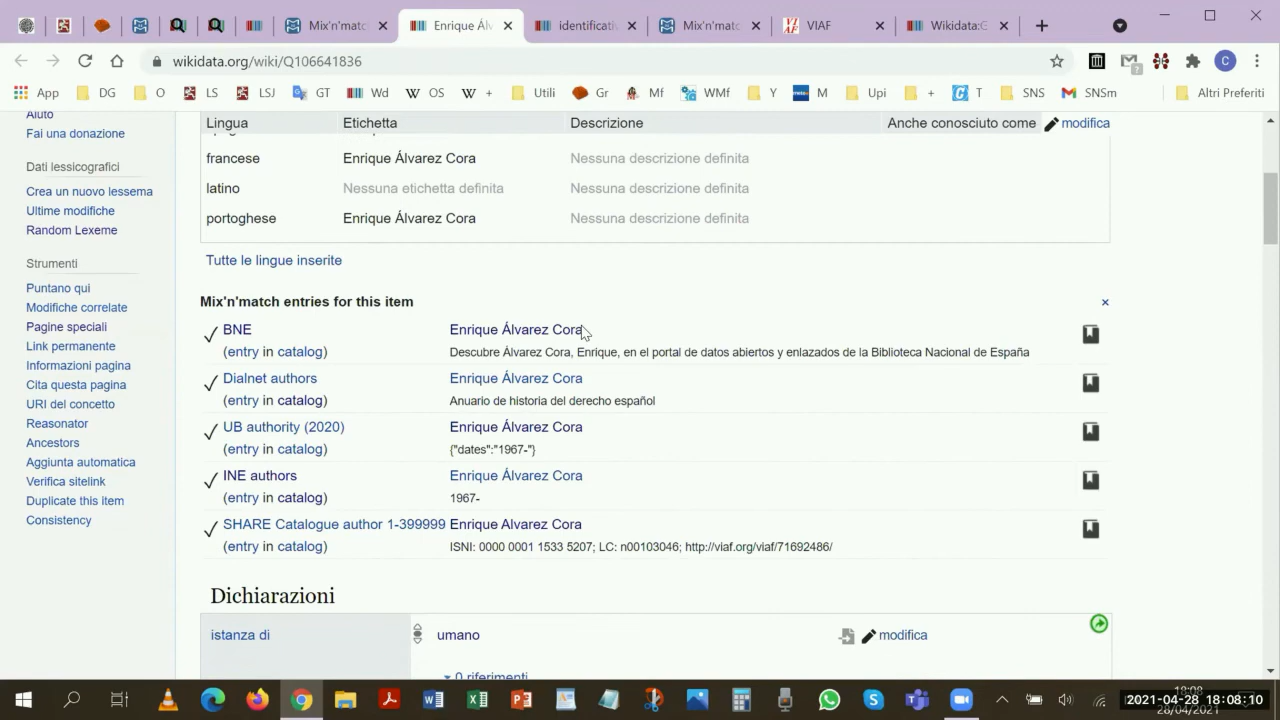 Mix'n'match
Enrique Álv
identificativ
Mix'n'match
VIAF
Wikidata:G
wikidata.org/wiki/Q106641836
App DG O LS LSJ GT Wd OS + Utili Gr Mf WMf Y M Upi + T SNS SNSm Altri Preferiti
Aiuto
Fai una donazione
Dati lessicografici
Crea un nuovo lessema
Ultime modifiche
Random Lexeme
Strumenti
Puntano qui
Modifiche correlate
Pagine speciali
Link permanente
Informazioni pagina
Cita questa pagina
URI del concetto
Reasonator
Ancestors
Aggiunta automatica
Verifica sitelink
Duplicate this item
Consistency
Lingua Etichetta Descrizione Anche conosciuto come modifica
francese Enrique Álvarez Cora Nessuna descrizione definita
latino Nessuna etichetta definita Nessuna descrizione definita
portoghese Enrique Álvarez Cora Nessuna descrizione definita
Tutte le lingue inserite
Mix'n'match entries for this item ×
BNE Enrique Álvarez Cora
(entry in catalog) Descubre Álvarez Cora, Enrique, en el portal de datos abiertos y enlazados de la Biblioteca Nacional de España
Dialnet authors Enrique Álvarez Cora
(entry in catalog) Anuario de historia del derecho español
UB authority (2020) Enrique Álvarez Cora
(entry in catalog) {"dates":"1967-"}
INE authors Enrique Álvarez Cora
(entry in catalog) 1967-
SHARE Catalogue author 1-399999 Enrique Alvarez Cora
(entry in catalog) ISNI: 0000 0001 1533 5207; LC: n00103046; http://viaf.org/viaf/71692486/
Dichiarazioni
istanza di umano modifica
0 riferimenti
18:08
2021-04-28 18:08:10
28/04/2021